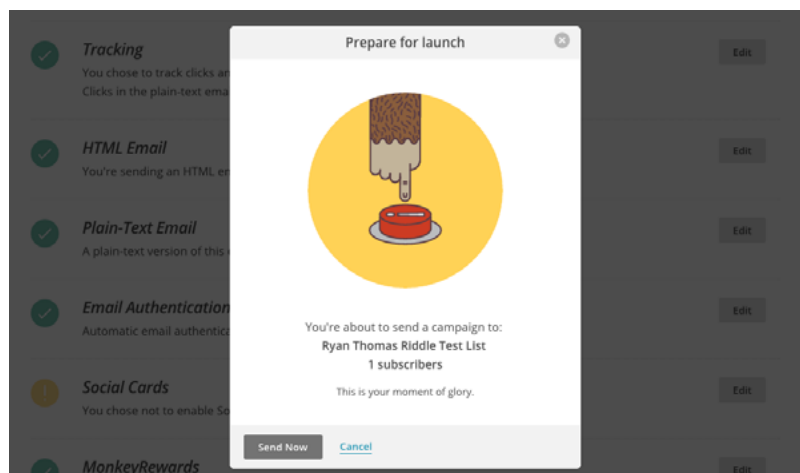 Prepare for launch
Tracking
Edit
You chose to track clicks an
Clicks in the plain-text ema
HTML Email
Edit
You're sending an HTML en
Plain-Text Email
Edit
A plain-text version of this
Email Authentication
Edit
Automatic email authentica
You're about to send a campaign to:
Ryan Thomas Riddle Test List
1 subscribers
Social Cards
Edit
You chose not to enable So
This is your moment of glory.
Send Now
Cancel
MonkeyRewards
Edit